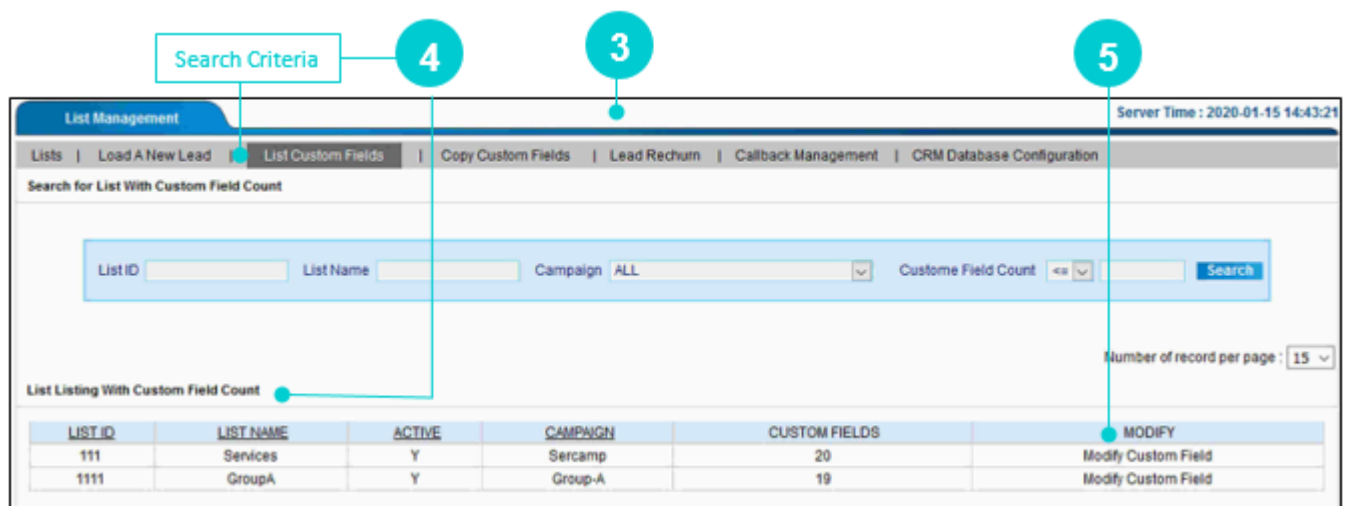 Search Criteria 4 3 5
List Management Server Time : 2020-01-15 14:43:21
Lists | Load A New Lead | List Custom Fields | Copy Custom Fields | Lead Rechurn | Callback Management | CRM Database Configuration
Search for List With Custom Field Count
List ID List Name Campaign ALL Custome Field Count <= Search
Number of record per page : 15
List Listing With Custom Field Count
LIST ID LIST NAME ACTIVE CAMPAIGN CUSTOM FIELDS MODIFY
111 Services Y Sercamp 20 Modify Custom Field
1111 GroupA Y Group-A 19 Modify Custom Field